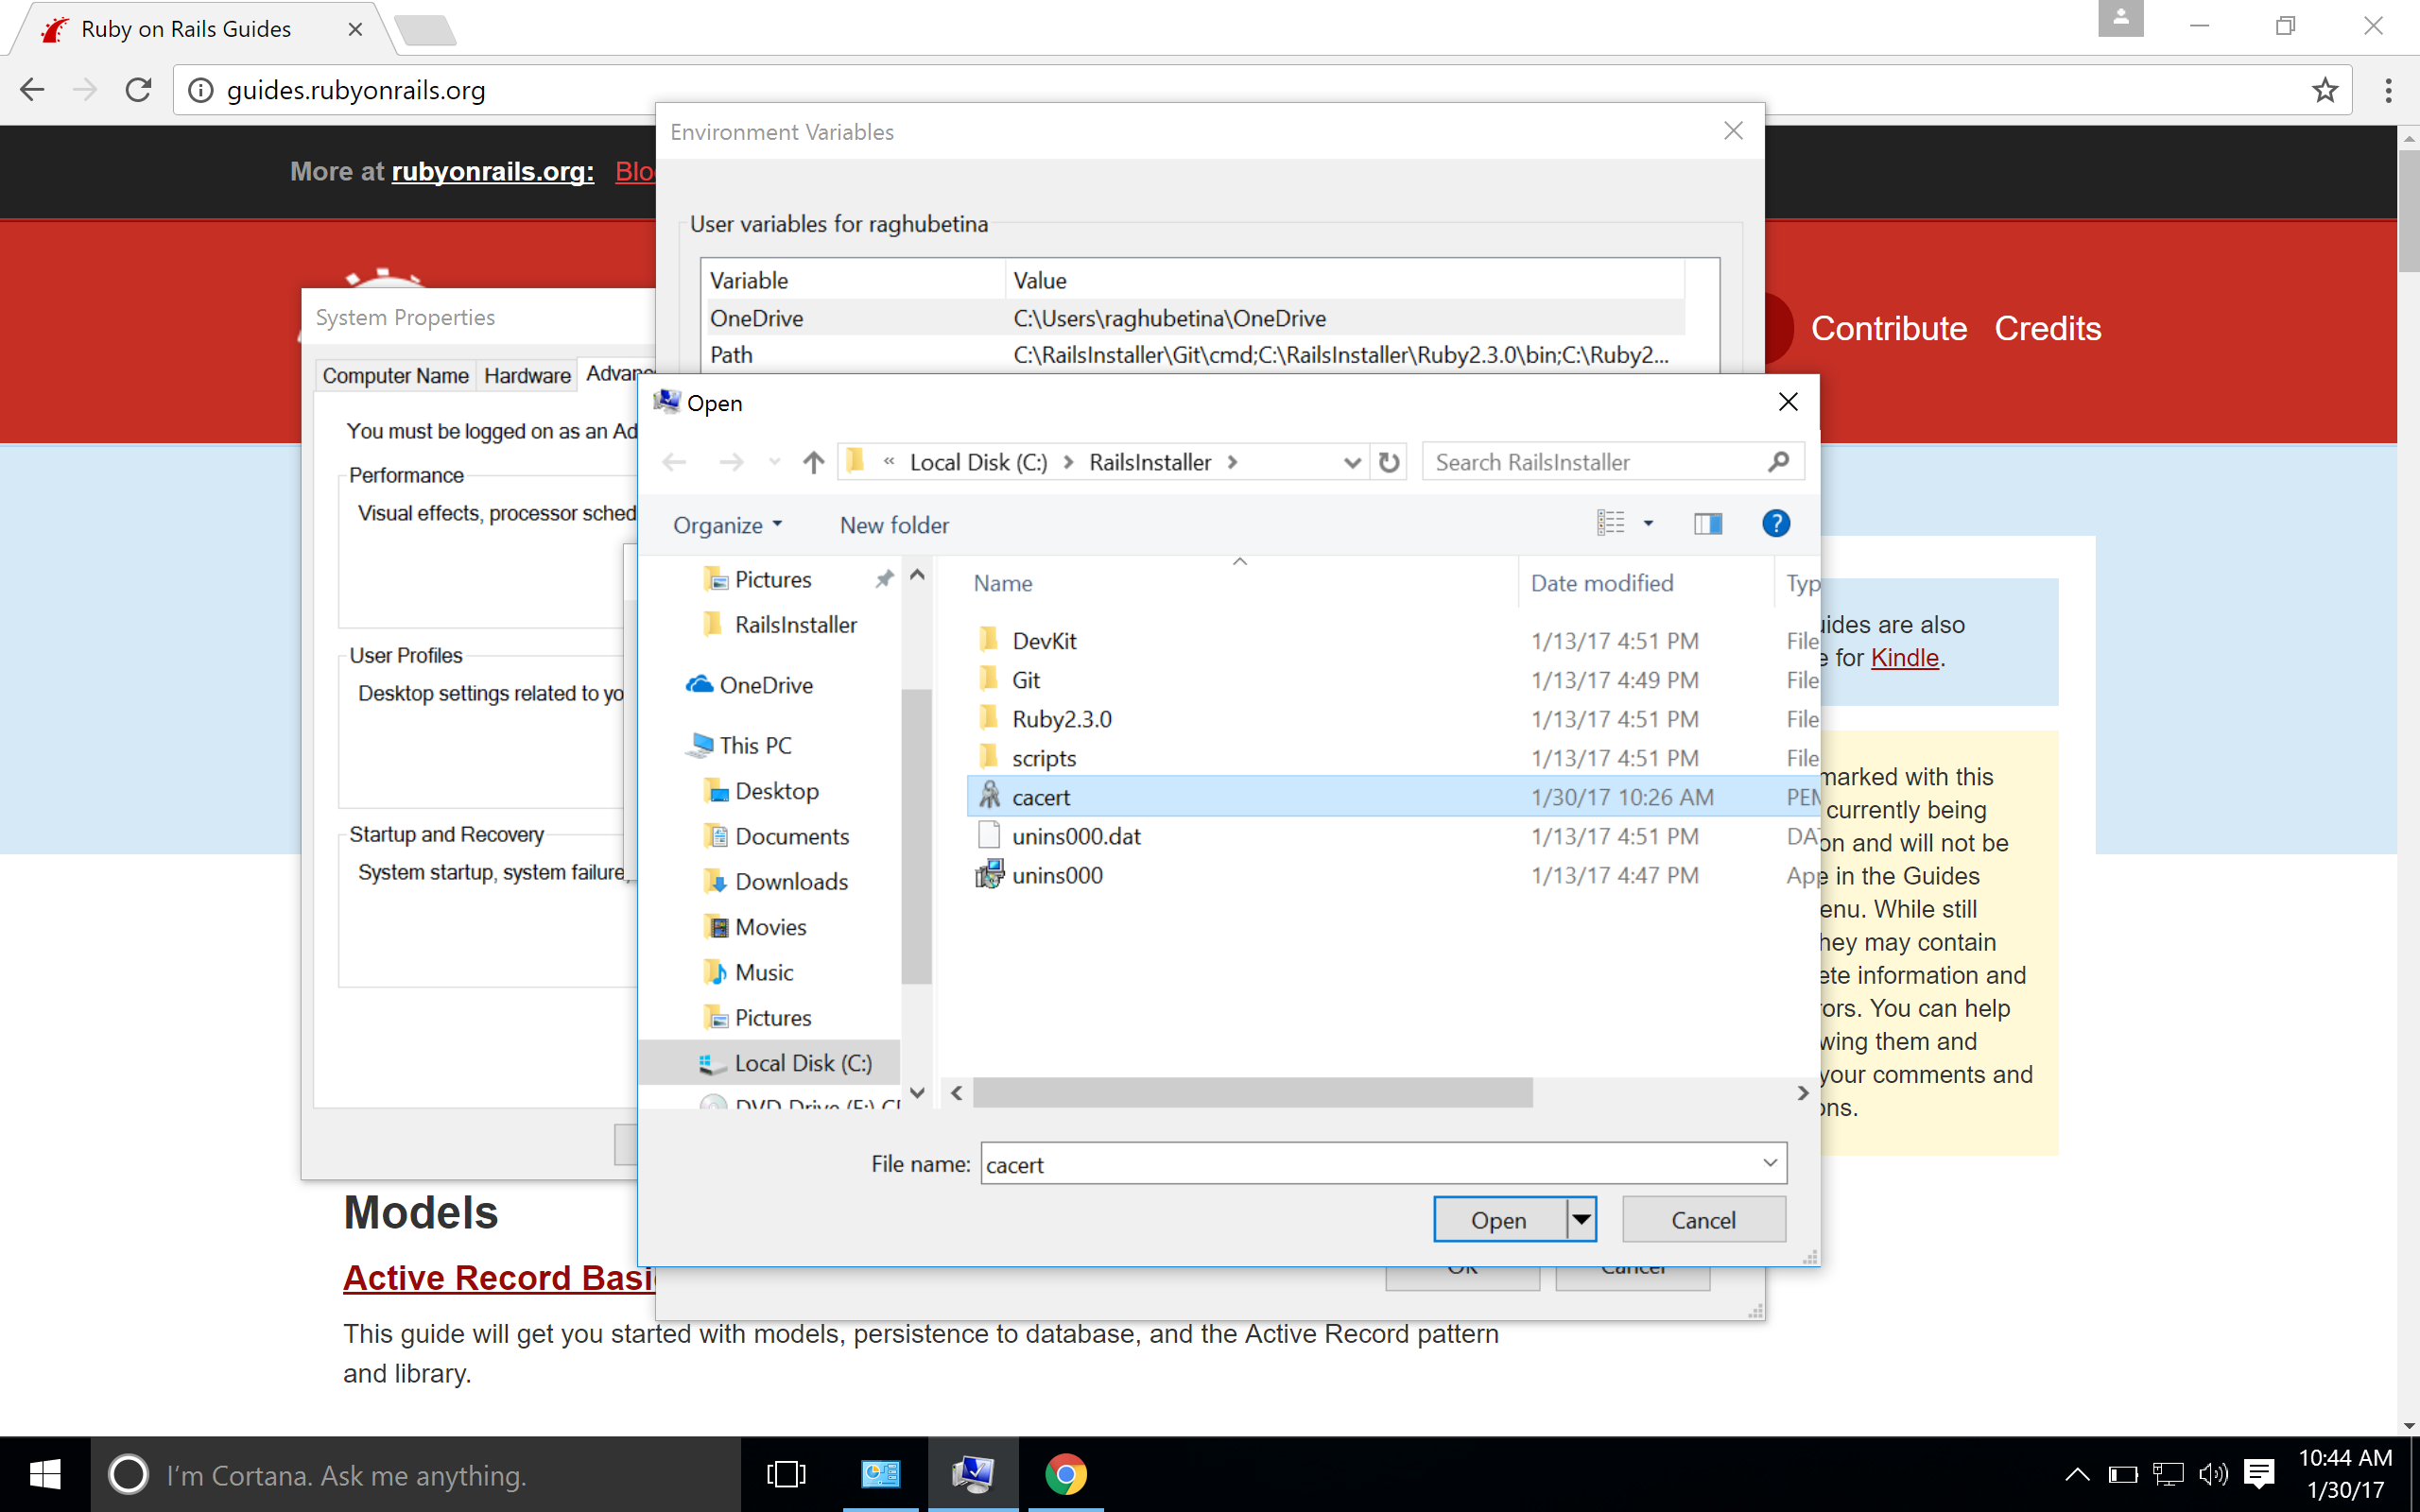 Ruby on Rails Guides
guides.rubyonrails.org
More at rubyonrails.org: Blo
Contribute Credits
Environment Variables
User variables for raghubetina
Variable Value
OneDrive C:\Users\raghubetina\OneDrive
Path C:\RailsInstaller\Git\cmd;C:\RailsInstaller\Ruby2.3.0\bin;C:\Ruby2...
System Properties
Computer Name Hardware Advanc
You must be logged on as an Ad
Performance
Visual effects, processor sched
User Profiles
Desktop settings related to yo
Startup and Recovery
System startup, system failure,
Open
« Local Disk (C:) > RailsInstaller >
Search RailsInstaller
Organize New folder
Pictures
RailsInstaller
OneDrive
This PC
Desktop
Documents
Downloads
Movies
Music
Pictures
Local Disk (C:)
DVD Drive (E:) C
Name Date modified Typ
DevKit 1/13/17 4:51 PM File
Git 1/13/17 4:49 PM File
Ruby2.3.0 1/13/17 4:51 PM File
scripts 1/13/17 4:51 PM File
cacert 1/30/17 10:26 AM PEM
unins000.dat 1/13/17 4:51 PM DAT
unins000 1/13/17 4:47 PM App
File name: cacert
Open Cancel
OK Cancel
uides are also
e for Kindle.
marked with this
currently being
on and will not be
e in the Guides
enu. While still
hey may contain
ete information and
rors. You can help
wing them and
your comments and
ons.
Models
Active Record Basi
This guide will get you started with models, persistence to database, and the Active Record pattern
and library.
I'm Cortana. Ask me anything.
10:44 AM
1/30/17